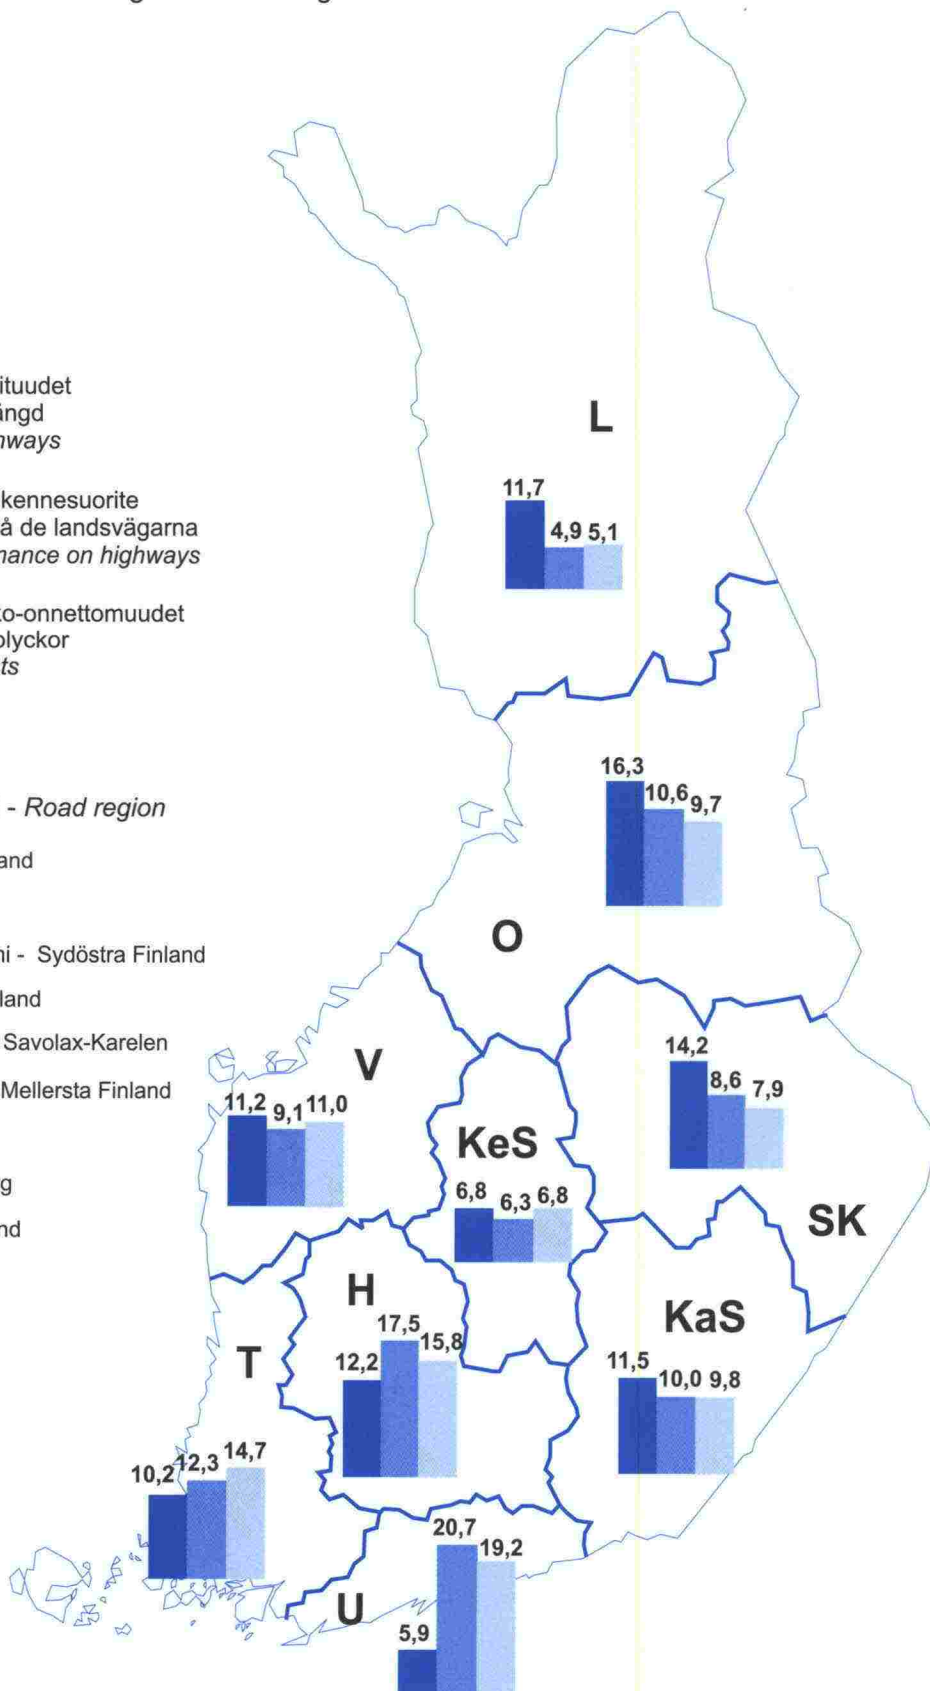 ituudet
ängd
hways
kennesuorite
å de landsvägarna
nance on highways
ko-onnettomuudet
olyckor
ts
- Road region
and
ni - Sydöstra Finland
land
Savolax-Karelen
Mellersta Finland
g
nd
L
11,7
4,9 5,1
16,3
10,6
9,7
O
14,2
8,6
7,9
SK
V
11,2
9,1
11,0
KeS
6,8
6,3
6,8
H
17,5
15,8
12,2
KaS
11,5
10,0 9,8
T
10,2
12,3
14,7
20,7
19,2
U
5,9